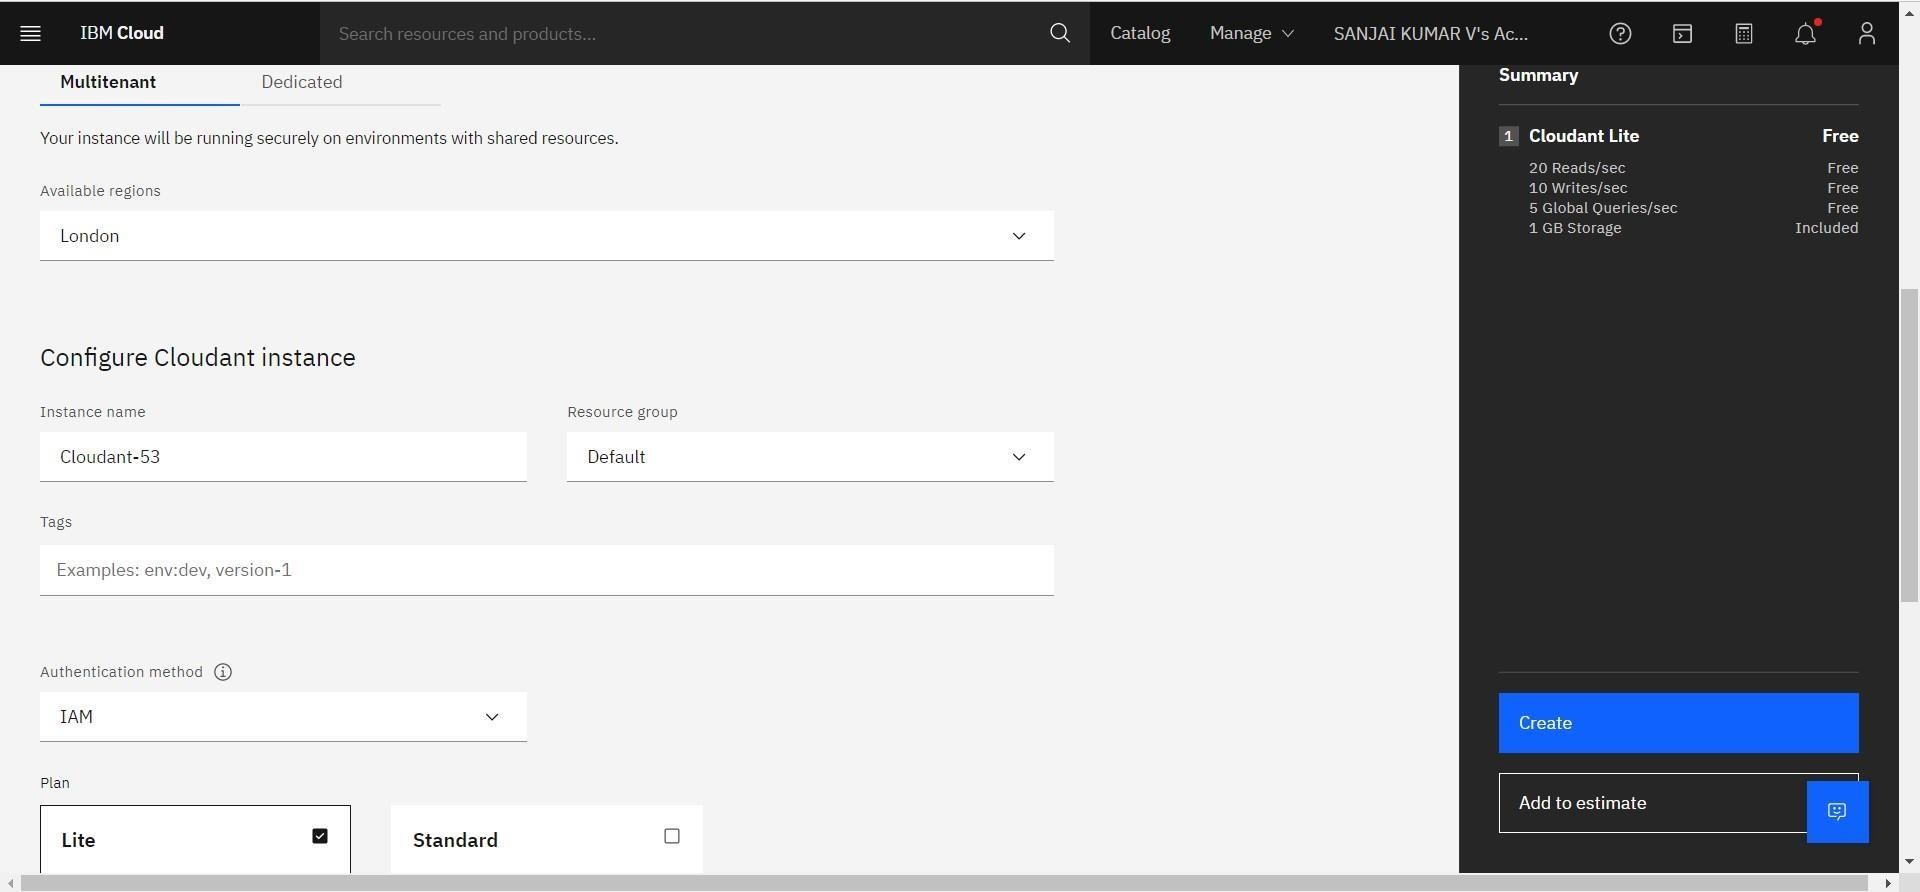 IBM Cloud
Search resources and products...
Catalog
Manage
SANJAI KUMAR V's Ac...
Multitenant
Dedicated
Your instance will be running securely on environments with shared resources.
Available regions
London
Configure Cloudant instance
Instance name
Resource group
Cloudant-53
Default
Tags
Examples: env:dev, version-1
Authentication method
IAM
Plan
Lite
Standard
Summary
1 Cloudant Lite Free
20 Reads/sec Free
10 Writes/sec Free
5 Global Queries/sec Free
1 GB Storage Included
Create
Add to estimate